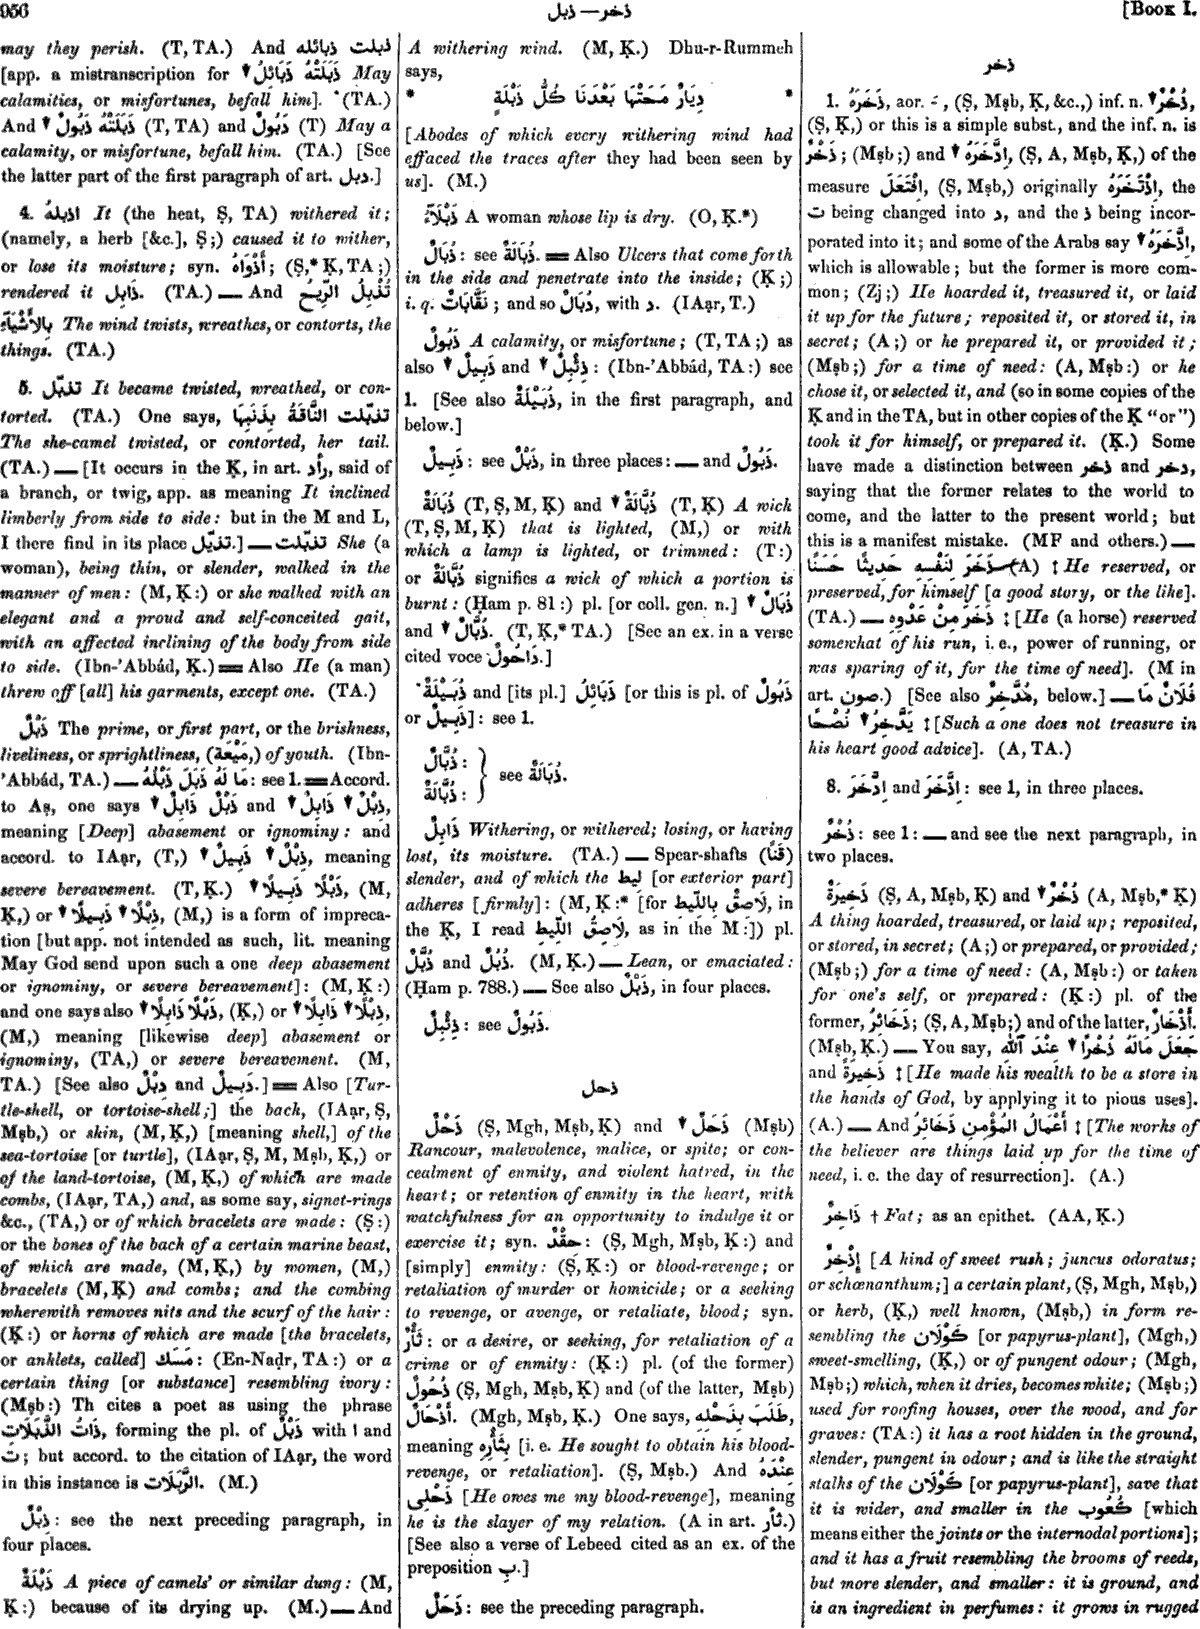 956
ذخر — ذبل
[Book I.
may they perish. (T, TA.) And ذبلت ذبائله
[app. a mistranscription for ذَبَلَتْهُ ذَبَائِلُ May
calamities, or misfortunes, befall him]. (TA.)
And ذَبَلَتْهُ ذَبُولٌ (T, TA) and ذَبُولٌ (T) May a
calamity, or misfortune, befall him. (TA.) [See
the latter part of the first paragraph of art. دبل.]
4. اذبلهُ It (the heat, Ṣ, TA) withered it;
(namely, a herb [&c.], Ṣ;) caused it to wither,
or lose its moisture; syn. أَذْوَاهُ; (Ṣ,* Ḳ, TA;)
rendered it ذَابِل. (TA.) — And تُذْبِلُ الرِّيحُ
بِالأَشْيَآءِ The wind twists, wreathes, or contorts, the
things. (TA.)
5. تذبّل It became twisted, wreathed, or con-
torted. (TA.) One says, تذبّلت النَّاقَةُ بِذَنَبِهَا
The she-camel twisted, or contorted, her tail.
(TA.) — [It occurs in the Ḳ, in art. رأد, said of
a branch, or twig, app. as meaning It inclined
limberly from side to side: but in the M and L,
I there find in its place تذيّل.] — تذبّلت She (a
woman), being thin, or slender, walked in the
manner of men: (M, Ḳ:) or she walked with an
elegant and a proud and self-conceited gait,
with an affected inclining of the body from side
to side. (Ibn-'Abbád, Ḳ.) = Also He (a man)
threw off [all] his garments, except one. (TA.)
ذَبْلٌ The prime, or first part, or the briskness,
liveliness, or sprightliness, (مَيْعَة,) of youth. (Ibn-
'Abbád, TA.) — مَا لَهُ ذَبَلَ ذَبْلُهُ: see 1. = Accord.
to Aṣ, one says ذَبْلٌ ذَابِلٌ and ذِبْلٌ ذَابِلٌ,
meaning [Deep] abasement or ignominy: and
accord. to IAạr, (T,) ذِبْلٌ ذَبِيلٌ, meaning
severe bereavement. (T, Ḳ.) ذَبْلًا ذَبِيلًا, (M,
Ḳ,) or ذِبْلًا ذَبِيلًا, (M,) is a form of impreca-
tion [but app. not intended as such, lit. meaning
May God send upon such a one deep abasement
or ignominy, or severe bereavement]: (M, Ḳ:)
and one says also ذَبْلًا ذَابِلًا, (Ḳ,) or ذِبْلًا ذَابِلًا,
(M,) meaning [likewise deep] abasement or
ignominy, (TA,) or severe bereavement. (M,
TA.) [See also دِبْلٌ and ذَبِيلٌ.] = Also [Tur-
tle-shell, or tortoise-shell;] the back, (IAạr, Ṣ,
Mṣb,) or skin, (M, Ḳ,) [meaning shell,] of the
sea-tortoise [or turtle], (IAạr, Ṣ, M, Mṣb, Ḳ,) or
of the land-tortoise, (M, Ḳ,) of which are made
combs, (IAạr, TA,) and, as some say, signet-rings
&c., (TA,) or of which bracelets are made: (Ṣ:)
or the bones of the back of a certain marine beast,
of which are made, (M, Ḳ,) by women, (M,)
bracelets (M, Ḳ) and combs; and the combing
wherewith removes nits and the scurf of the hair:
(Ḳ:) or horns of which are made [the bracelets,
or anklets, called] مَسَك: (En-Naḍr, TA:) or a
certain thing [or substance] resembling ivory:
(Mṣb:) Th cites a poet as using the phrase
ذَاتُ الذَّبَلَات, forming the pl. of ذَبْلٌ with ا and
ت; but accord. to the citation of IAạr, the word
in this instance is الرَّبَلَات. (M.)
ذِبْلٌ: see the next preceding paragraph, in
four places.
ذَبْلَةٌ A piece of camels' or similar dung: (M,
Ḳ:) because of its drying up. (M.) — And
A withering wind. (M, Ḳ.) Dhu-r-Rummeh
says,
* دِيَارٌ مَحَتْهَا بَعْدَنَا كُلُّ ذَبْلَةٍ *
[Abodes of which every withering wind had
effaced the traces after they had been seen by
us]. (M.)
ذَبْلَآءُ A woman whose lip is dry. (O, Ḳ.*)
ذُبَالٌ: see ذُبَالَةٌ. = Also Ulcers that come forth
in the side and penetrate into the inside; (Ḳ;)
i. q. نَقَّابَاتٌ; and so دُبَالٌ, with د. (IAạr, T.)
ذَبُولٌ A calamity, or misfortune; (T, TA;) as
also ذَبِيلٌ and ذِئْبِلٌ: (Ibn-'Abbád, TA:) see
1. [See also ذُبَيْلَةٌ, in the first paragraph, and
below.]
ذَبِيلٌ: see ذَبْلٌ, in three places: — and ذَبُولٌ.
ذُبَالَةٌ (T, Ṣ, M, Ḳ) and ذُبَّالَةٌ (T, Ḳ) A wick
(T, Ṣ, M, Ḳ) that is lighted, (M,) or with
which a lamp is lighted, or trimmed: (T:)
or ذُبَالَةٌ signifies a wick of which a portion is
burnt: (Ḥam p. 81:) pl. [or coll. gen. n.] ذُبَالٌ
and ذُبَّالٌ. (T, Ḳ,* TA.) [See an ex. in a verse
cited voce دَاحُولٌ.]
ذُبَيْلَةٌ and [its pl.] ذَبَائِلُ [or this is pl. of ذَبُولٌ
or ذَبِيلٌ]: see 1.
ذُبَّالٌ:
ذُبَّالَةٌ: } see ذُبَالَةٌ.
ذَابِلٌ Withering, or withered; losing, or having
lost, its moisture. (TA.) — Spear-shafts (قَنًا)
slender, and of which the لِيط [or exterior part]
adheres [firmly]: (M, Ḳ:* [for لَاصِقٌ بِاللِّيطِ, in
the Ḳ, I read لَاصِقُ اللِّيطِ, as in the M:]) pl.
ذُبَّلٌ and ذُبُلٌ. (M, Ḳ.) — Lean, or emaciated:
(Ḥam p. 788.) — See also ذَبْلٌ, in four places.
ذِئْبِلٌ: see ذَبُولٌ.
ذحل
ذَحْلٌ (Ṣ, Mgh, Mṣb, Ḳ) and ذَحَلٌ (Mṣb)
Rancour, malevolence, malice, or spite; or con-
cealment of enmity, and violent hatred, in the
heart; or retention of enmity in the heart, with
watchfulness for an opportunity to indulge it or
exercise it; syn. حِقْدٌ: (Ṣ, Mgh, Mṣb, Ḳ:) and
[simply] enmity: (Ṣ, Ḳ:) or blood-revenge; or
retaliation of murder or homicide; or a seeking
to revenge, or avenge, or retaliate, blood; syn.
ثَأْرٌ: or a desire, or seeking, for retaliation of a
crime or of enmity: (Ḳ:) pl. (of the former)
ذُحُولٌ (Ṣ, Mgh, Mṣb, Ḳ) and (of the latter, Mṣb)
أَذْحَالٌ. (Mgh, Mṣb, Ḳ.) One says, طَلَبَ بِذَحْلِهِ,
meaning بِثَأْرِهِ [i. e. He sought to obtain his blood-
revenge, or retaliation]. (Ṣ, Mṣb.) And عِنْدَهُ
ذَحْلِى [He owes me my blood-revenge], meaning
he is the slayer of my relation. (A in art. ثأر.)
[See also a verse of Lebeed cited as an ex. of the
preposition بِ.]
ذَحَلٌ: see the preceding paragraph.
ذخر
1. ذَخَرَهُ, aor. ـَ, (Ṣ, Mṣb, Ḳ, &c.,) inf. n. ذُخْرٌ,
(Ṣ, Ḳ,) or this is a simple subst., and the inf. n. is
ذَخْرٌ; (Mṣb;) and اِدَّخَرَهُ, (Ṣ, A, Mṣb, Ḳ,) of the
measure اِفْتَعَلَ, (Ṣ, Mṣb,) originally اِذْتَخَرَهُ, the
ت being changed into د, and the ذ being incor-
porated into it; and some of the Arabs say اِذَّخَرَهُ,
which is allowable; but the former is more com-
mon; (Zj;) He hoarded it, treasured it, or laid
it up for the future; reposited it, or stored it, in
secret; (A;) or he prepared it, or provided it;
(Mṣb;) for a time of need: (A, Mṣb:) or he
chose it, or selected it, and (so in some copies of the
Ḳ and in the TA, but in other copies of the Ḳ "or")
took it for himself, or prepared it. (Ḳ.) Some
have made a distinction between ذخر and دخر,
saying that the former relates to the world to
come, and the latter to the present world; but
this is a manifest mistake. (MF and others.) —
ذَخَرَ لِنَفْسِهِ حَدِيثًا حَسَنًا (A) ‡ He reserved, or
preserved, for himself [a good story, or the like].
(TA.) — ذَخَرَ مِنْ عَدْوِهِ ‡ [He (a horse) reserved
somewhat of his run, i. e., power of running, or
was sparing of it, for the time of need]. (M in
art. صون.) [See also مُدَّخِرٌ, below.] — فُلَانٌ مَا
يَدَّخِرُ نُصْحًا ‡ [Such a one does not treasure in
his heart good advice]. (A, TA.)
8. اِدَّخَرَ and اِذَّخَرَ: see 1, in three places.
ذُخْرٌ: see 1: — and see the next paragraph, in
two places.
ذَخِيرَةٌ (Ṣ, A, Mṣb, Ḳ) and ذُخْرٌ (A, Mṣb,* Ḳ)
A thing hoarded, treasured, or laid up; reposited,
or stored, in secret; (A;) or prepared, or provided;
(Mṣb;) for a time of need: (A, Mṣb:) or taken
for one's self, or prepared: (Ḳ:) pl. of the
former, ذَخَائِرُ; (Ṣ, A, Mṣb;) and of the latter, أَذْخَارٌ.
(Mṣb, Ḳ.) — You say, جَعَلَ مَالَهُ ذُخْرًا عِنْدَ ٱللّٰهِ
and ذَخِيرَةً ‡ [He made his wealth to be a store in
the hands of God, by applying it to pious uses].
(A.) — And أَعْمَالُ المُؤْمِنِ ذَخَائِرُ ‡ [The works of
the believer are things laid up for the time of
need, i. e. the day of resurrection]. (A.)
ذَاخِرٌ † Fat; as an epithet. (AA, Ḳ.)
إِذْخِرٌ [A kind of sweet rush; juncus odoratus;
or schœnanthum;] a certain plant, (Ṣ, Mgh, Mṣb,)
or herb, (Ḳ,) well known, (Mṣb,) in form re-
sembling the كَوْلَان [or papyrus-plant], (Mgh,)
sweet-smelling, (Ḳ,) or of pungent odour; (Mgh,
Mṣb;) which, when it dries, becomes white; (Mṣb;)
used for roofing houses, over the wood, and for
graves: (TA:) it has a root hidden in the ground,
slender, pungent in odour; and is like the straight
stalks of the كَوْلَان [or papyrus-plant], save that
it is wider, and smaller in the كُعُوب [which
means either the joints or the internodal portions];
and it has a fruit resembling the brooms of reeds,
but more slender, and smaller: it is ground, and
is an ingredient in perfumes: it grows in rugged